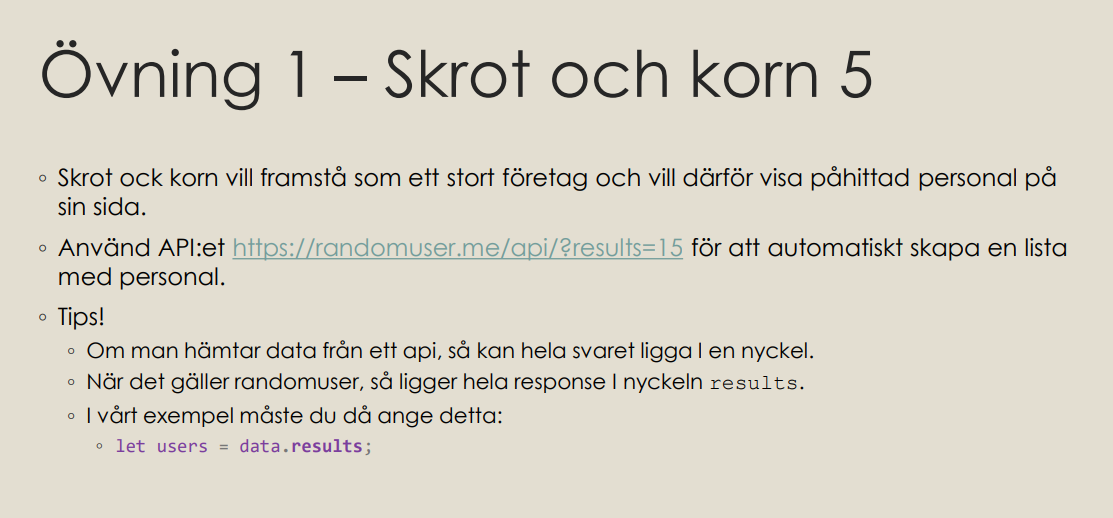 Övning 1 – Skrot och korn 5
◦ Skrot ock korn vill framstå som ett stort företag och vill därför visa påhittad personal på
sin sida.
◦ Använd API:et https://randomuser.me/api/?results=15 för att automatiskt skapa en lista
med personal.
◦ Tips!
◦ Om man hämtar data från ett api, så kan hela svaret ligga I en nyckel.
◦ När det gäller randomuser, så ligger hela response I nyckeln results.
◦ I vårt exempel måste du då ange detta:
◦ let users = data.results;